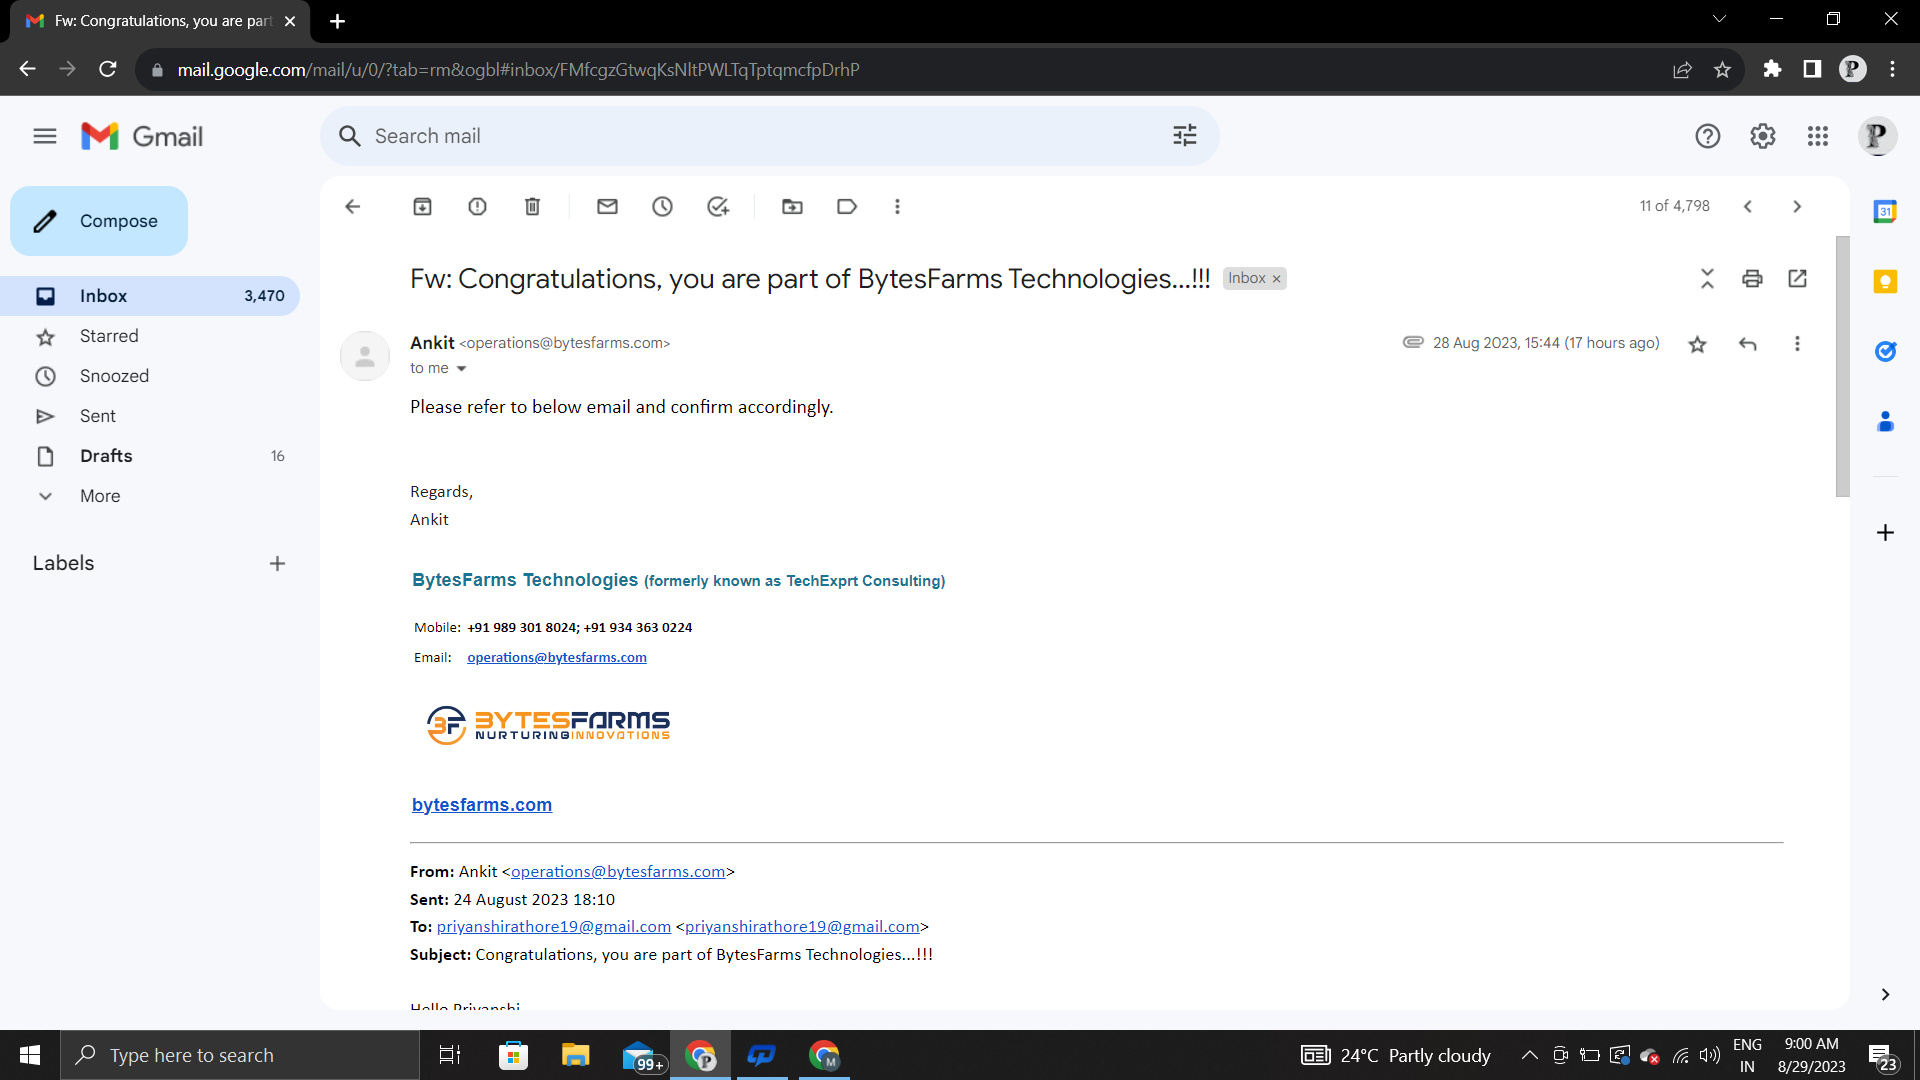 Fw: Congratulations, you are part
mail.google.com/mail/u/0/?tab=rm&ogbl#inbox/FMfcgzGtwqKsNltPWLTqTptqmcfpDrhP
P
Gmail
Search mail
P
Compose
11 of 4,798
31
Fw: Congratulations, you are part of BytesFarms Technologies...!!!
Inbox ×
Inbox 3,470
Starred
Snoozed
Sent
Drafts 16
More
Labels
Ankit <operations@bytesfarms.com>
28 Aug 2023, 15:44 (17 hours ago)
to me
Please refer to below email and confirm accordingly.
Regards,
Ankit
BytesFarms Technologies (formerly known as TechExprt Consulting)
Mobile: +91 989 301 8024; +91 934 363 0224
Email: operations@bytesfarms.com
BF BYTESFARMS
NURTURINGINNOVATIONS
bytesfarms.com
From: Ankit <operations@bytesfarms.com>
Sent: 24 August 2023 18:10
To: priyanshirathore19@gmail.com <priyanshirathore19@gmail.com>
Subject: Congratulations, you are part of BytesFarms Technologies...!!!
Hello Priyanshi
Type here to search
99+
P
M
24°C Partly cloudy
ENG
IN
9:00 AM
8/29/2023
23